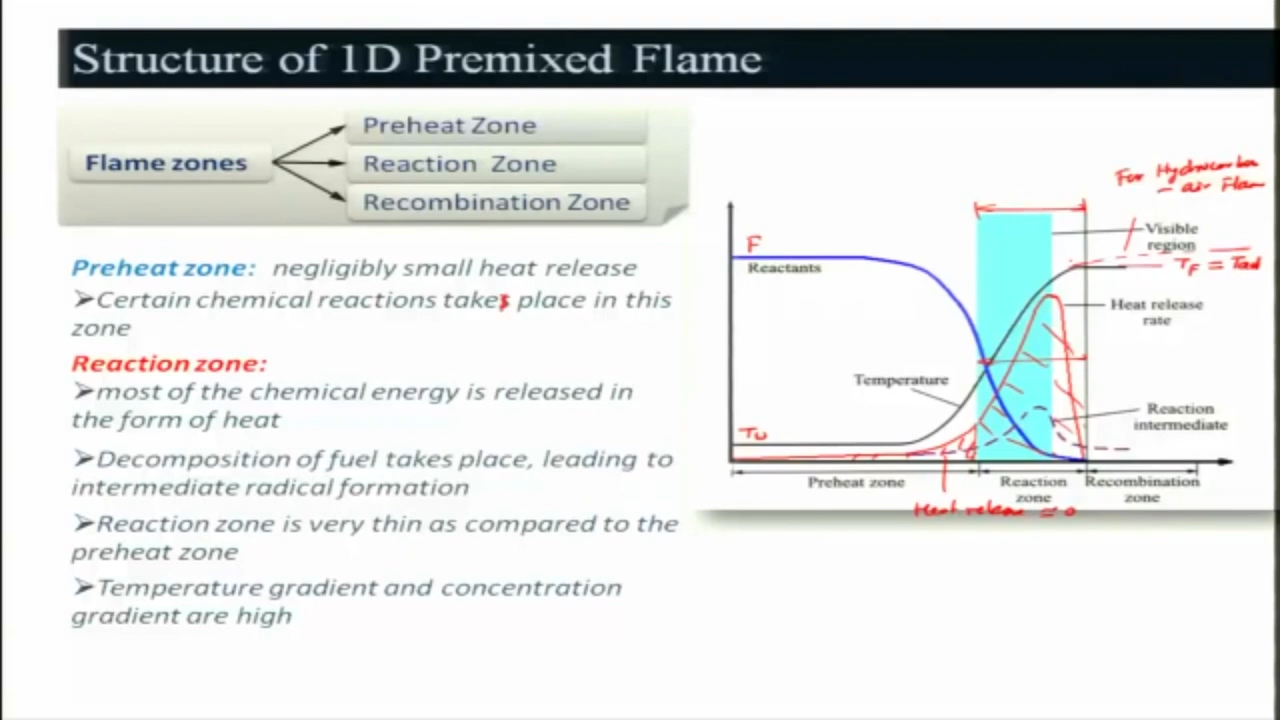 Structure of 1D Premixed Flame
Flame zones
Preheat Zone
Reaction Zone
Recombination Zone
Preheat zone: negligibly small heat release
➢Certain chemical reactions takes place in this
zone
Reaction zone:
➢most of the chemical energy is released in
the form of heat
➢Decomposition of fuel takes place, leading to
intermediate radical formation
➢Reaction zone is very thin as compared to the
preheat zone
➢Temperature gradient and concentration
gradient are high
For Hydrocarbon
- air Flam
F
Reactants
Visible
region
TF = Tad
Heat release
rate
Temperature
Reaction
intermediate
Tu
Preheat zone
Reaction
zone
Recombination
zone
Heat release ≃ 0